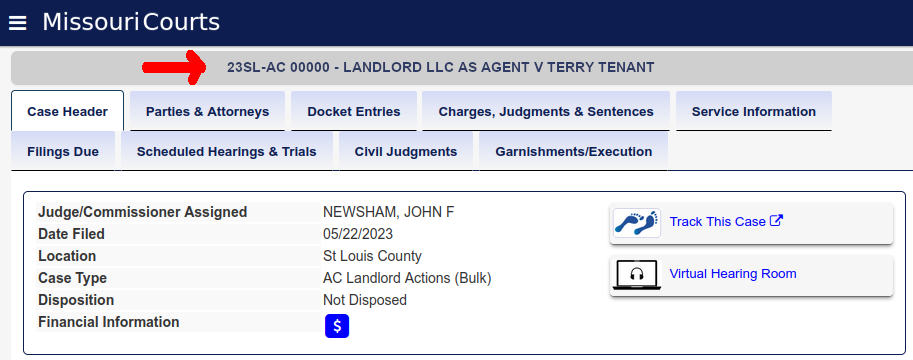 MissouriCourts
23SL-AC 00000 - LANDLORD LLC AS AGENT V TERRY TENANT
Case Header
Parties & Attorneys
Docket Entries
Charges, Judgments & Sentences
Service Information
Filings Due
Scheduled Hearings & Trials
Civil Judgments
Garnishments/Execution
Judge/Commissioner Assigned NEWSHAM, JOHN F
Date Filed 05/22/2023
Location St Louis County
Case Type AC Landlord Actions (Bulk)
Disposition Not Disposed
Financial Information $
Track This Case
Virtual Hearing Room